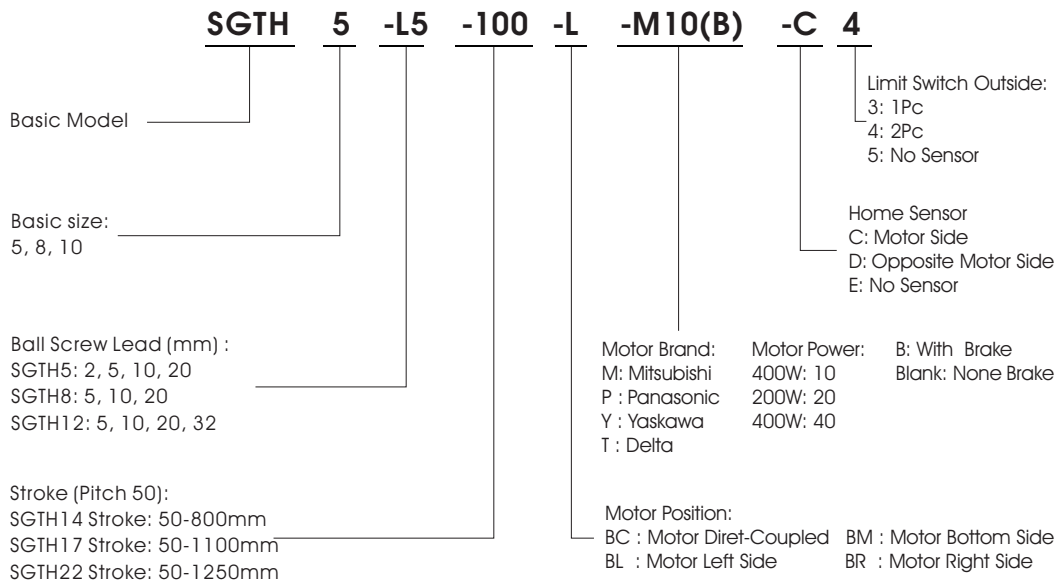 SGTH 5 -L5 -100 -L -M10(B) -C 4
Limit Switch Outside:
3: 1Pc
4: 2Pc
5: No Sensor
Basic Model
Home Sensor
C: Motor Side
D: Opposite Motor Side
E: No Sensor
Basic size:
5, 8, 10
Ball Screw Lead (mm) :
SGTH5: 2, 5, 10, 20
SGTH8: 5, 10, 20
SGTH12: 5, 10, 20, 32
Motor Brand: Motor Power: B: With Brake
M: Mitsubishi 400W: 10 Blank: None Brake
P : Panasonic 200W: 20
Y : Yaskawa 400W: 40
T : Delta
Stroke (Pitch 50):
SGTH14 Stroke: 50-800mm
SGTH17 Stroke: 50-1100mm
SGTH22 Stroke: 50-1250mm
Motor Position:
BC : Motor Diret-Coupled BM : Motor Bottom Side
BL : Motor Left Side BR : Motor Right Side